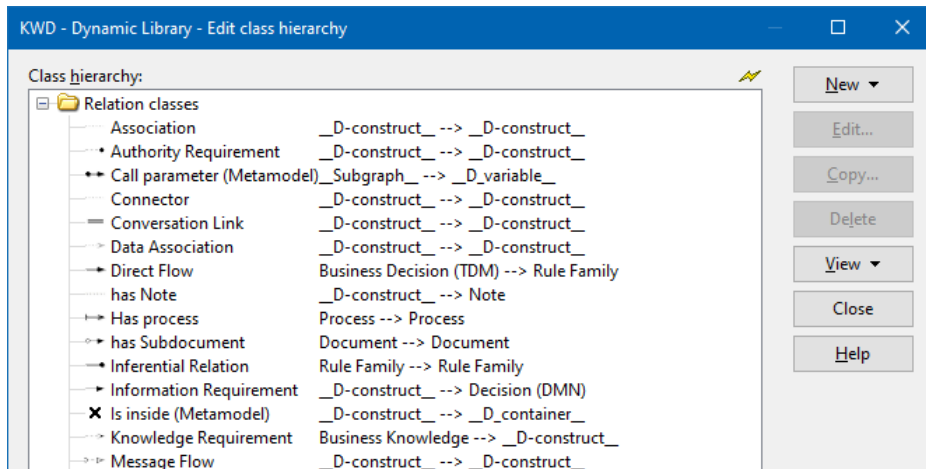 KWD - Dynamic Library - Edit class hierarchy
Class hierarchy:
New
Relation classes
Association __D-construct__ --> __D-construct__
Edit...
Authority Requirement __D-construct__ --> __D-construct__
Call parameter (Metamodel)__Subgraph__ --> __D_variable__
Copy...
Connector __D-construct__ --> __D-construct__
Conversation Link __D-construct__ --> __D-construct__
Delete
Data Association __D-construct__ --> __D-construct__
Direct Flow Business Decision (TDM) --> Rule Family
View
has Note __D-construct__ --> Note
Has process Process --> Process
Close
has Subdocument Document --> Document
Inferential Relation Rule Family --> Rule Family
Help
Information Requirement __D-construct__ --> Decision (DMN)
Is inside (Metamodel) __D-construct__ --> __D_container__
Knowledge Requirement Business Knowledge --> __D-construct__
Message Flow __D-construct__ --> __D-construct__